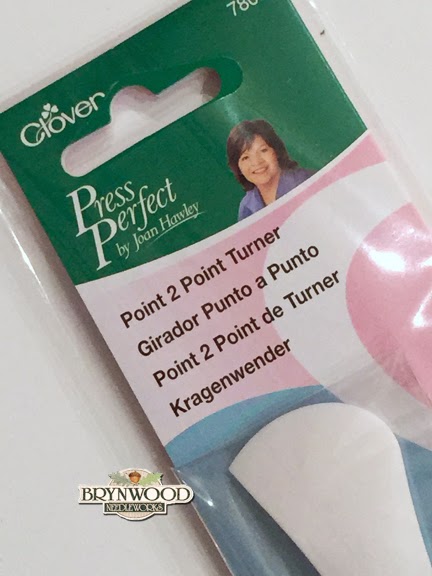 Clover
Press
Perfect
by Joan Hawley
Point 2 Point Turner
Girador Punto a Punto
Point 2 Point de Turner
Kragenwender
BRYNWOOD
NEEDLEWORKS